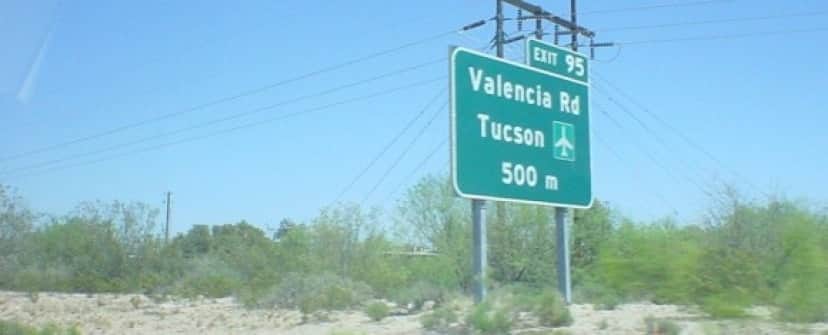 EXIT 95
Valencia Rd
Tucson
500 m